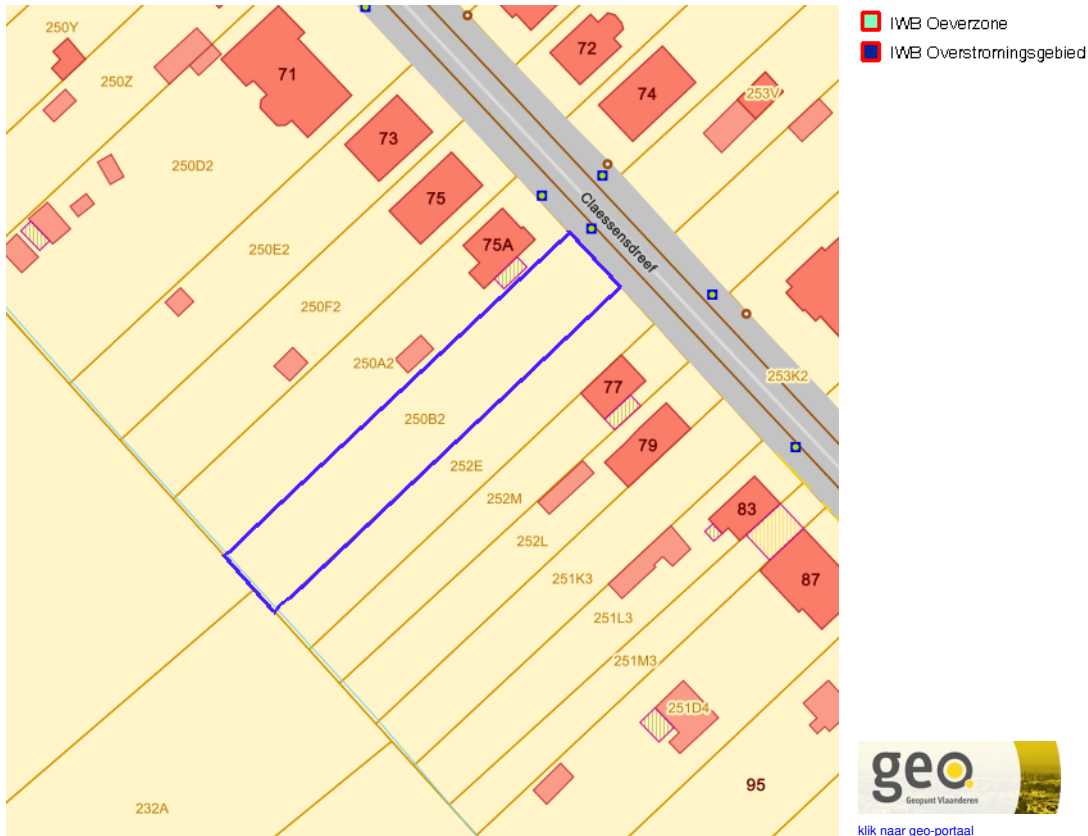 250Y
250Z
71
72
74
253V
73
250D2
75
Claessensdreef
75A
250E2
250F2
250A2
253K2
77
250B2
79
252E
252M
83
252L
251K3
87
251L3
251M3
251D4
95
232A
IWB Oeverzone
IWB Overstromingsgebied
geo
Geopunt Vlaanderen
klik naar geo-portaal